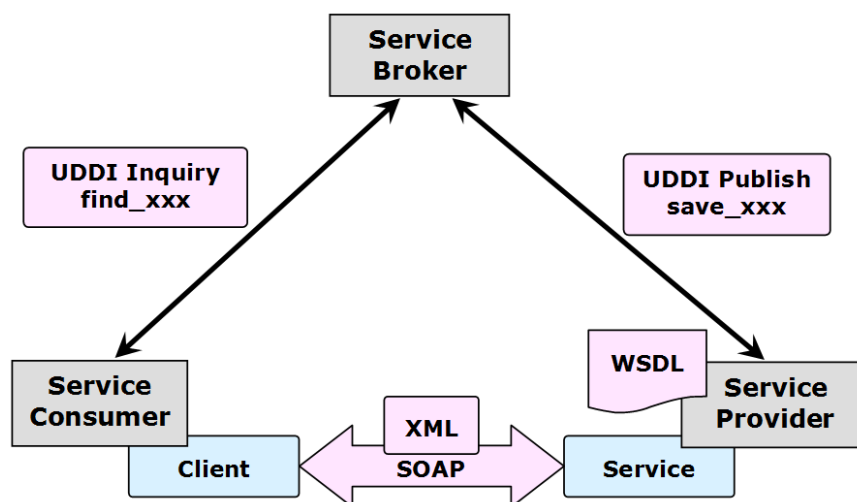 Service
Broker
UDDI Inquiry
find_xxx
UDDI Publish
save_xxx
WSDL
Service
Consumer
Service
Provider
XML
Client
SOAP
Service